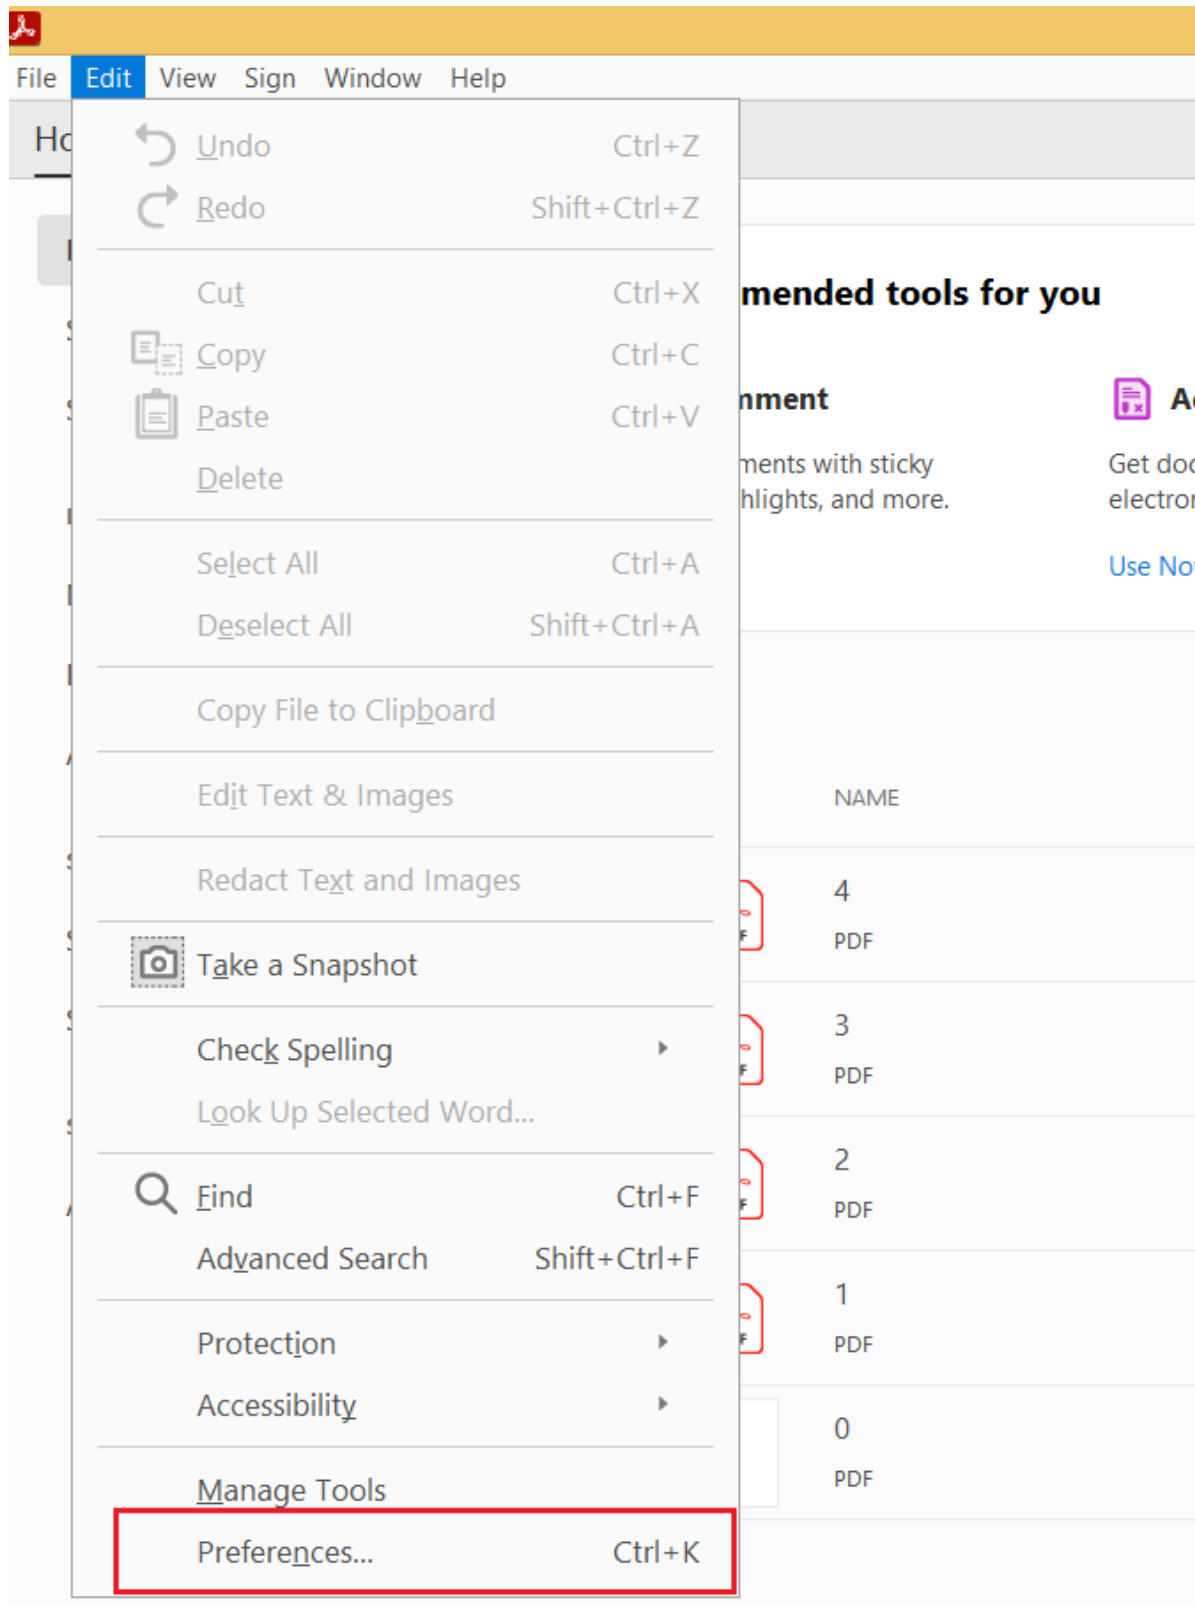 File Edit View Sign Window Help
Undo Ctrl+Z
Redo Shift+Ctrl+Z
Cut Ctrl+X
Copy Ctrl+C
Paste Ctrl+V
Delete
Select All Ctrl+A
Deselect All Shift+Ctrl+A
Copy File to Clipboard
Edit Text & Images
Redact Text and Images
Take a Snapshot
Check Spelling
Look Up Selected Word...
Find Ctrl+F
Advanced Search Shift+Ctrl+F
Protection
Accessibility
Manage Tools
Preferences... Ctrl+K
mended tools for you
mment
ments with sticky
hlights, and more.
Get doc
electron
Use Now
NAME
4
PDF
3
PDF
2
PDF
1
PDF
0
PDF